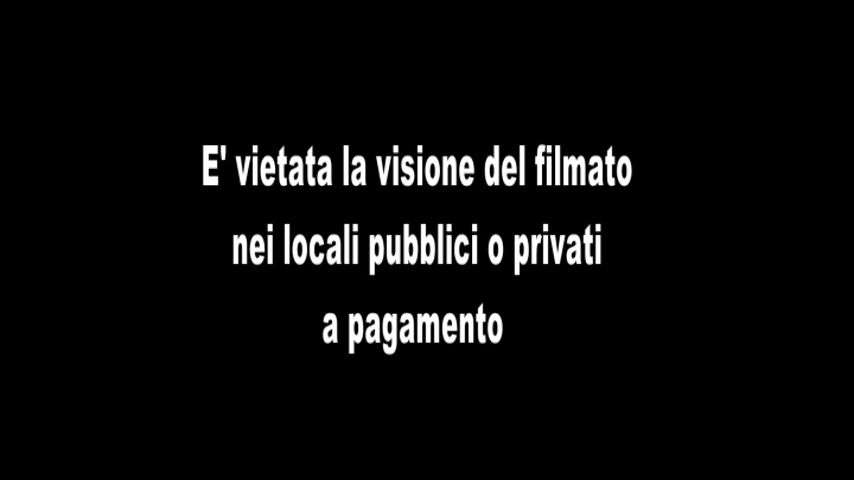 E' vietata la visione del filmato
nei locali pubblici o privati
a pagamento